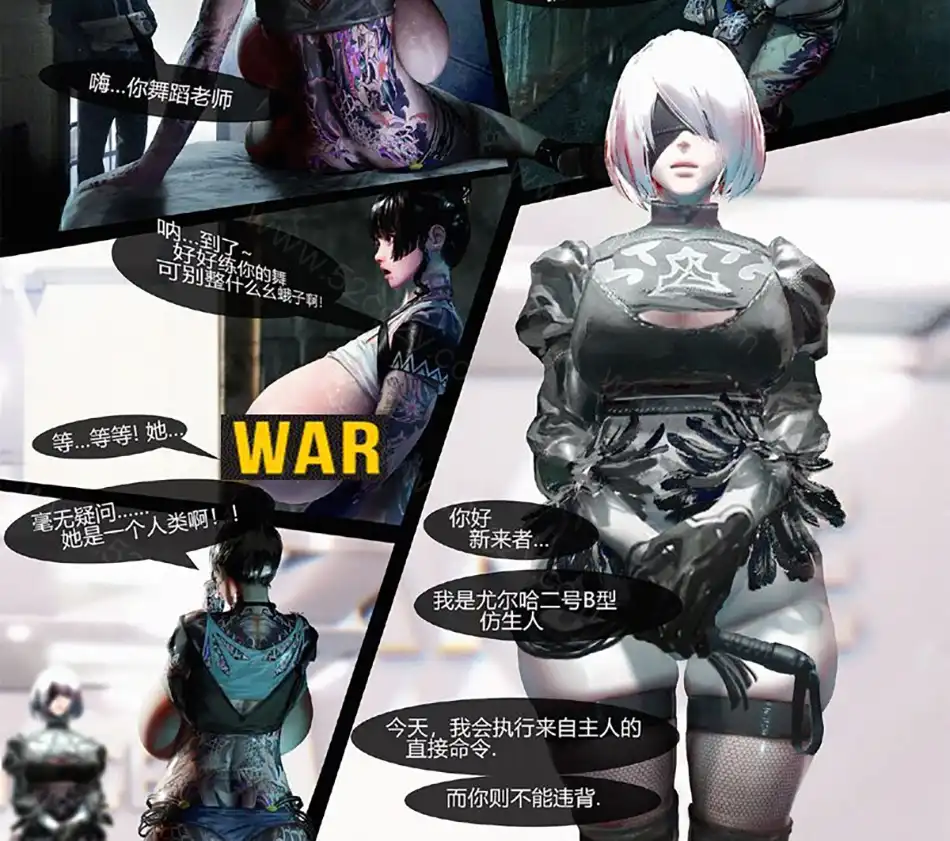 嗨...你舞蹈老师
呐...到了~
好好练你的舞
可别整什么幺蛾子啊!
等...等等! 她...
WAR
毫无疑问......
她是一个人类啊！！
你好
新来者...
我是尤尔哈二号B型
仿生人
今天，我会执行来自主人的
直接命令.
而你则不能违背.